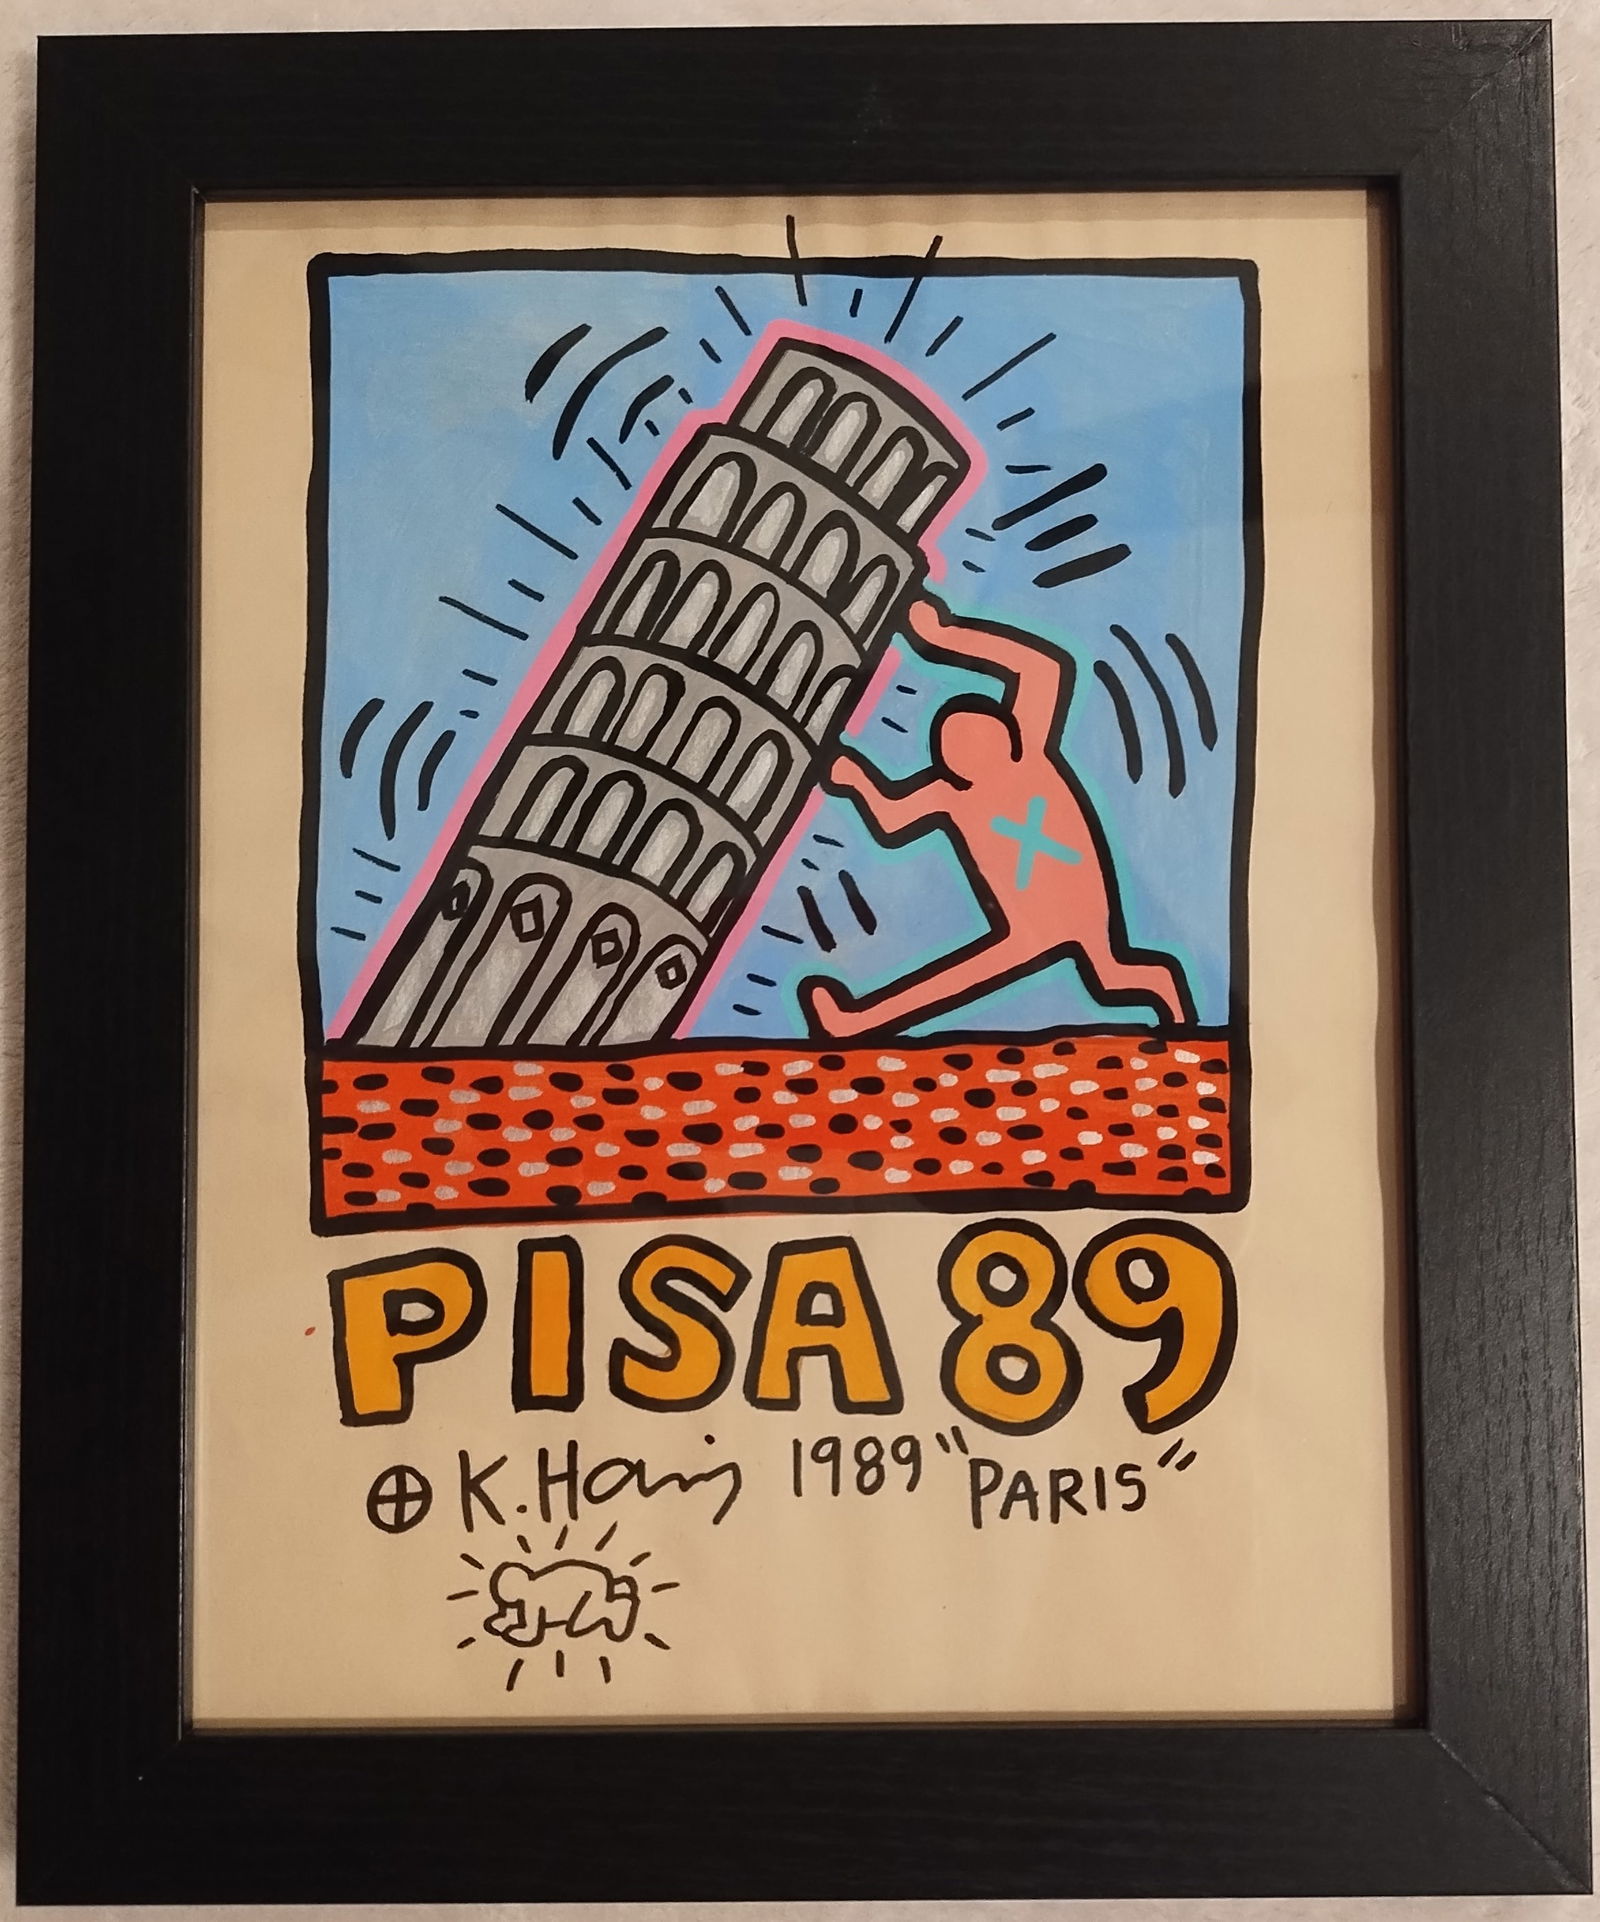 PISA 89
K. Haring 1989 "PARIS"